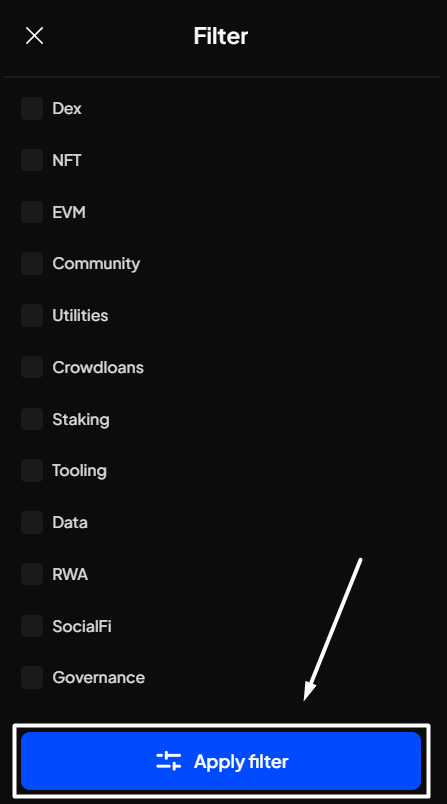 Filter
Dex
NFT
EVM
Community
Utilities
Crowdloans
Staking
Tooling
Data
RWA
SocialFi
Governance
Apply filter